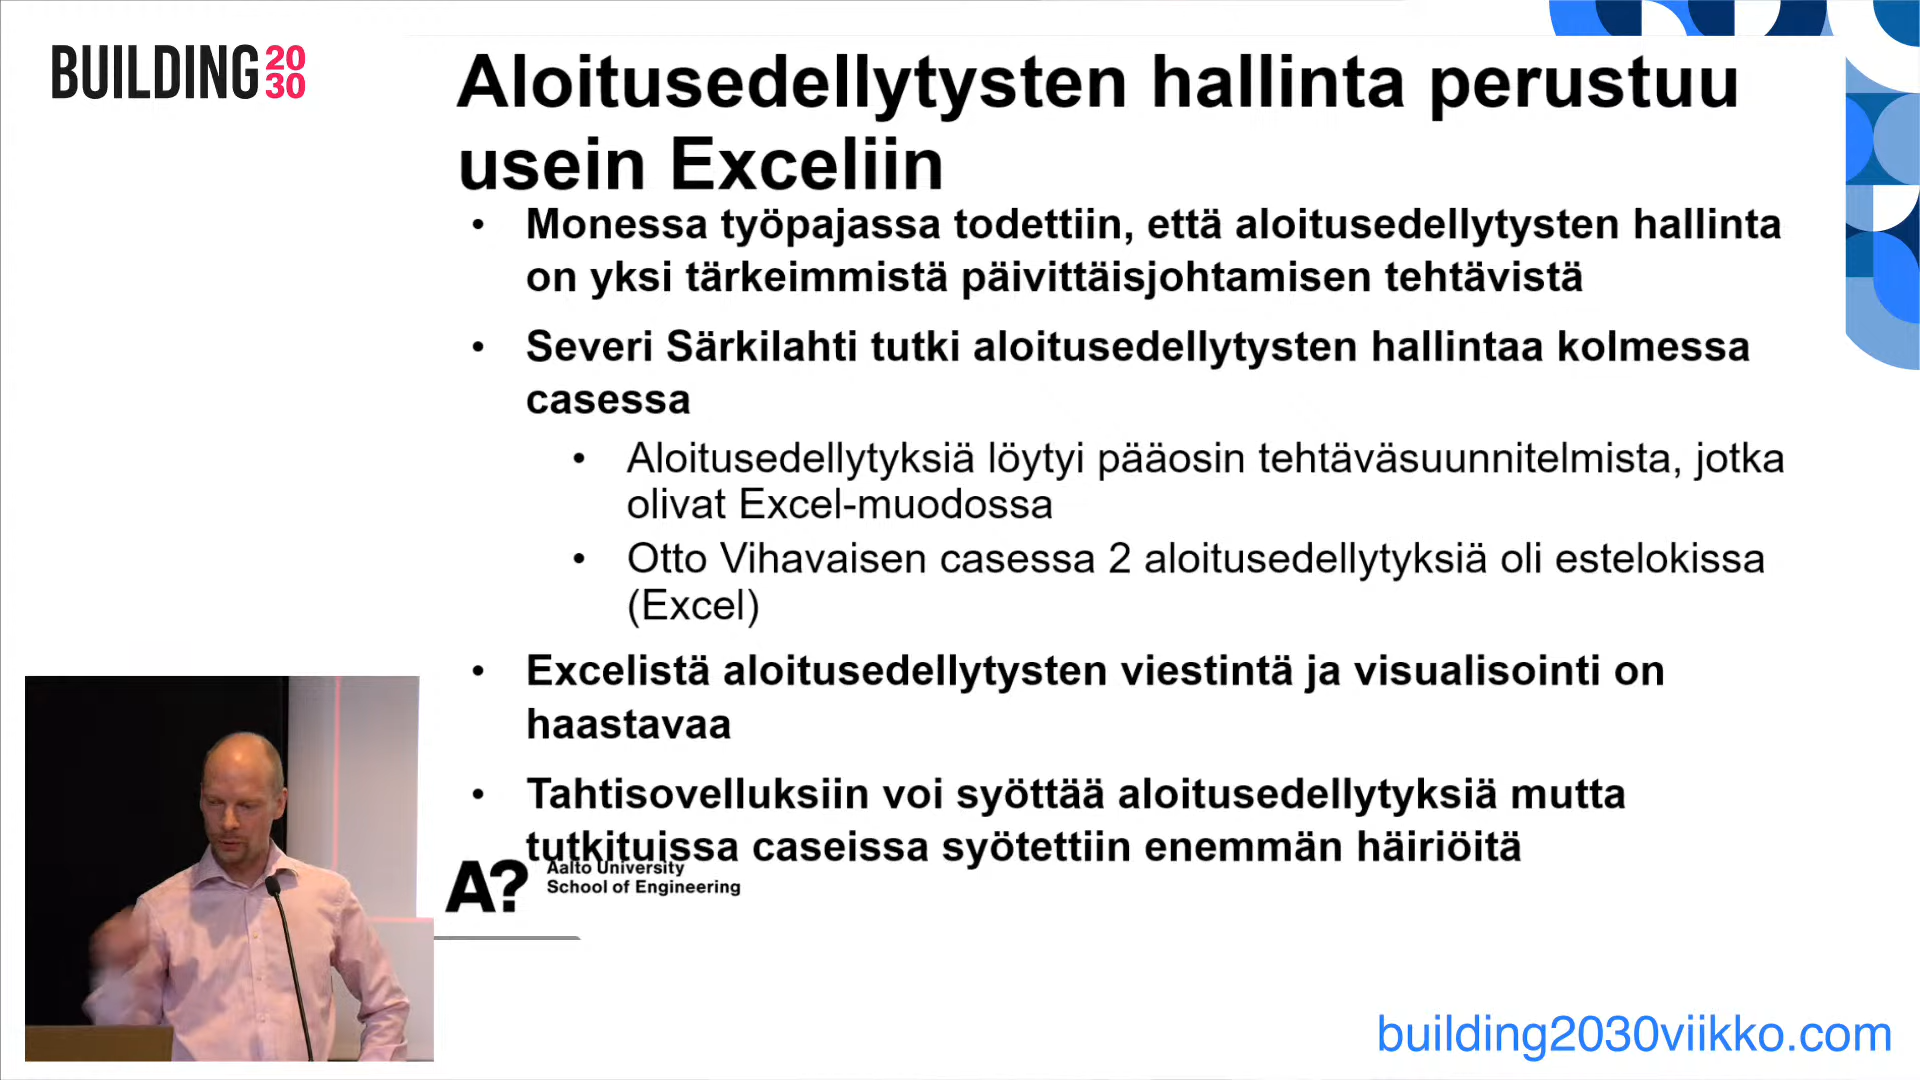 BUILDING 20
30
Aloitusedellytysten hallinta perustuu
usein Exceliin
• Monessa työpajassa todettiin, että aloitusedellytysten hallinta
on yksi tärkeimmistä päivittäisjohtamisen tehtävistä
• Severi Särkilahti tutki aloitusedellytysten hallintaa kolmessa
casessa
• Aloitusedellytyksiä löytyi pääosin tehtäväsuunnitelmista, jotka
olivat Excel-muodossa
• Otto Vihavaisen casessa 2 aloitusedellytyksiä oli estelokissa
(Excel)
• Excelistä aloitusedellytysten viestintä ja visualisointi on
haastavaa
• Tahtisovelluksiin voi syöttää aloitusedellytyksiä mutta
tutkituissa caseissa syötettiin enemmän häiriöitä
A?
Aalto University
School of Engineering
building2030viikko.com